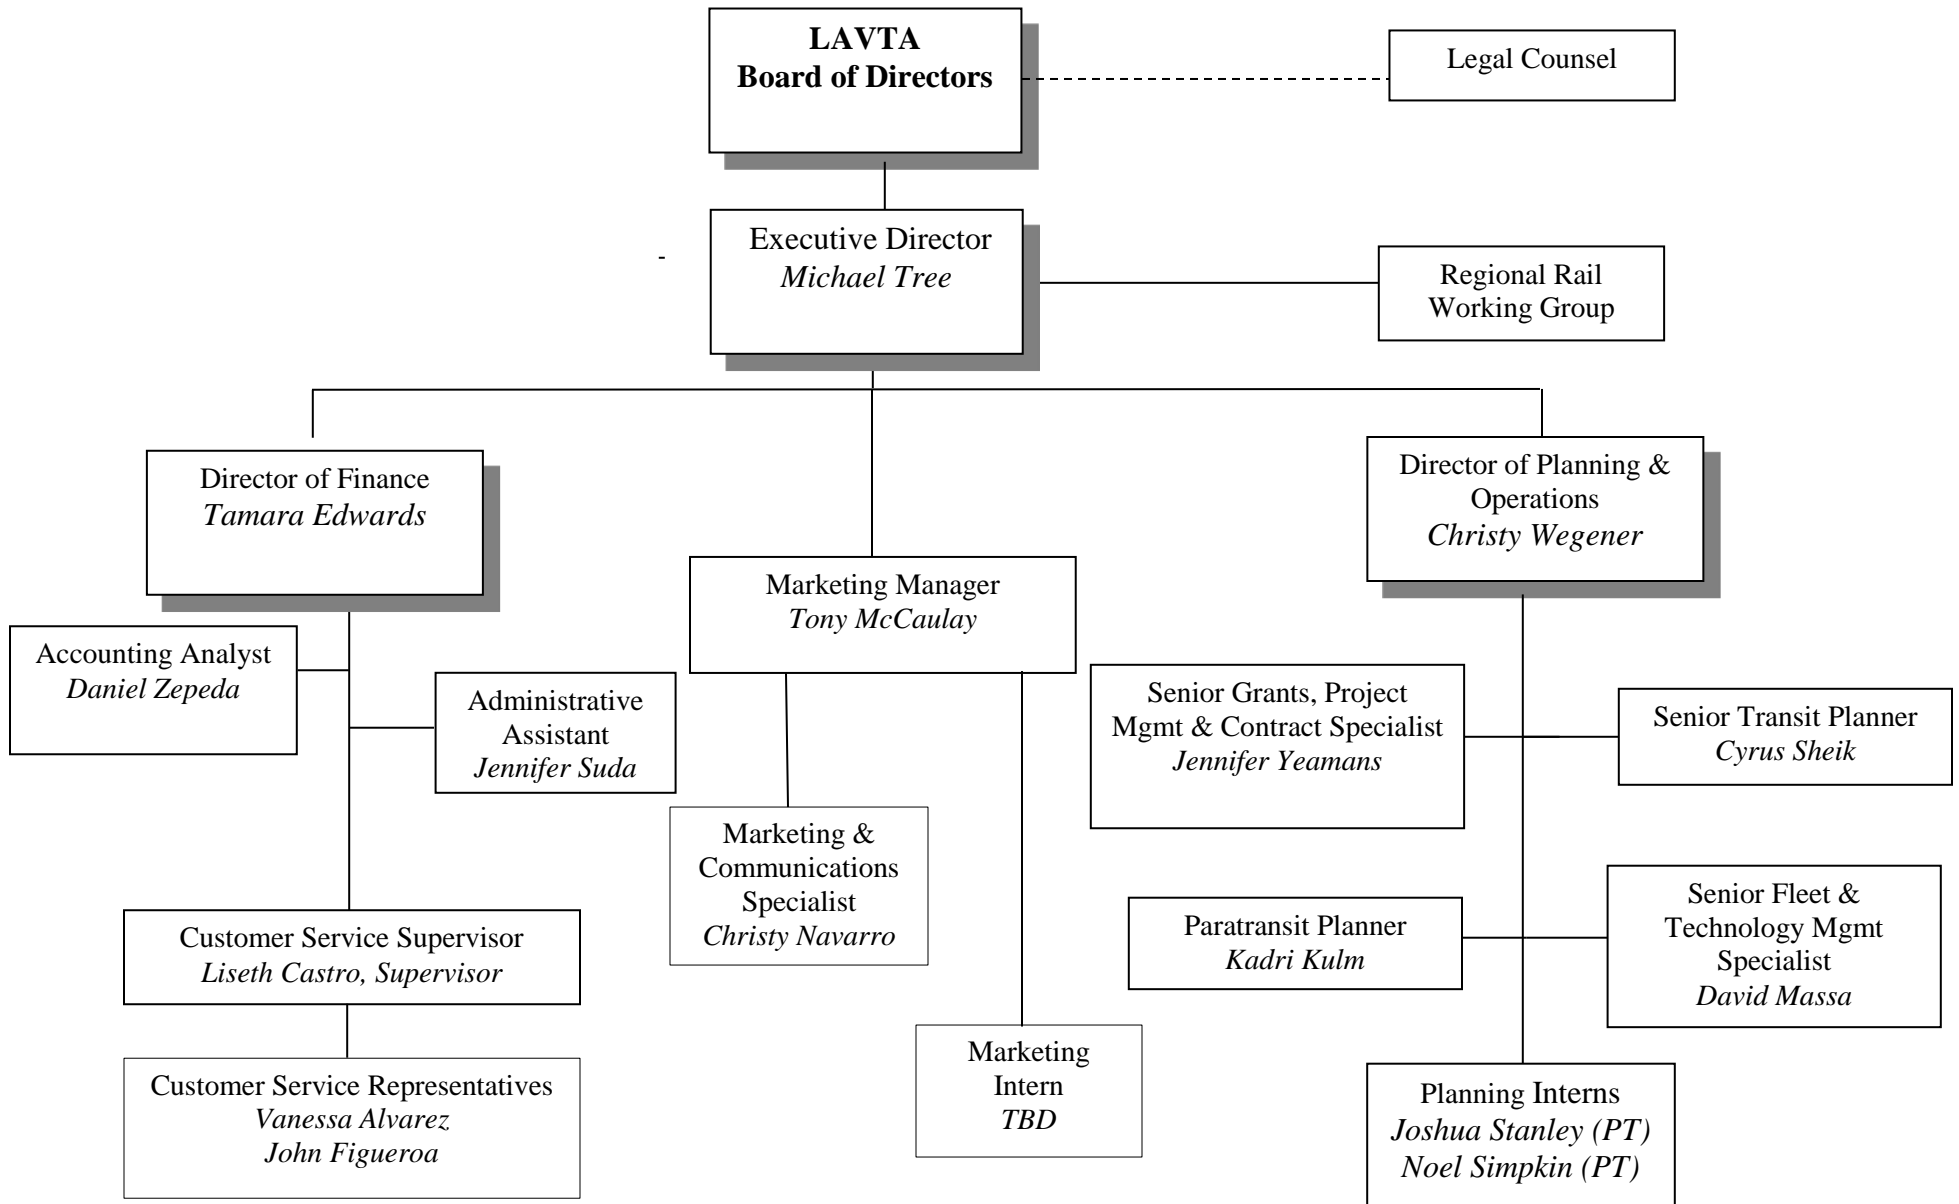 LAVTA
Board of Directors
Legal Counsel
Executive Director
Michael Tree
-
Regional Rail
Working Group
Director of Finance
Tamara Edwards
Director of Planning &
Operations
Christy Wegener
Marketing Manager
Tony McCaulay
Accounting Analyst
Daniel Zepeda
Administrative
Assistant
Jennifer Suda
Senior Grants, Project
Mgmt & Contract Specialist
Jennifer Yeamans
Senior Transit Planner
Cyrus Sheik
Marketing &
Communications
Specialist
Christy Navarro
Customer Service Supervisor
Liseth Castro, Supervisor
Paratransit Planner
Kadri Kulm
Senior Fleet &
Technology Mgmt
Specialist
David Massa
Customer Service Representatives
Vanessa Alvarez
John Figueroa
Marketing
Intern
TBD
Planning Interns
Joshua Stanley (PT)
Noel Simpkin (PT)